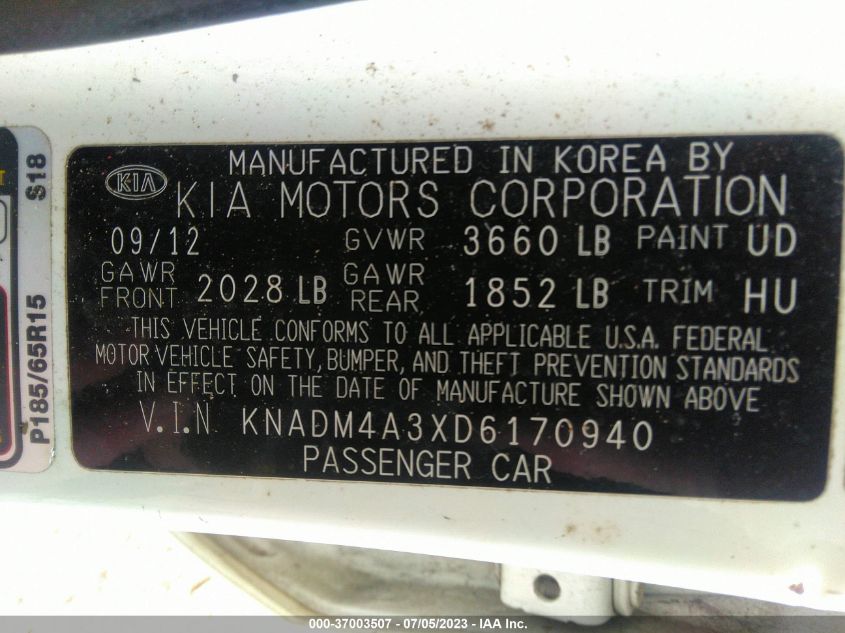 MANUFACTURED IN KOREA BY
KIA
KIA MOTORS CORPORATION
09/12 GVWR 3660 LB PAINT UD
GAWR FRONT 2028 LB GAWR REAR 1852 LB TRIM HU
THIS VEHICLE CONFORMS TO ALL APPLICABLE U.S.A. FEDERAL
MOTOR VEHICLE SAFETY, BUMPER, AND THEFT PREVENTION STANDARDS
IN EFFECT ON THE DATE OF MANUFACTURE SHOWN ABOVE
V.I.N KNADM4A3XD6170940
PASSENGER CAR
P185/65R15 S18
000-37003507 - 07/05/2023 - IAA Inc.